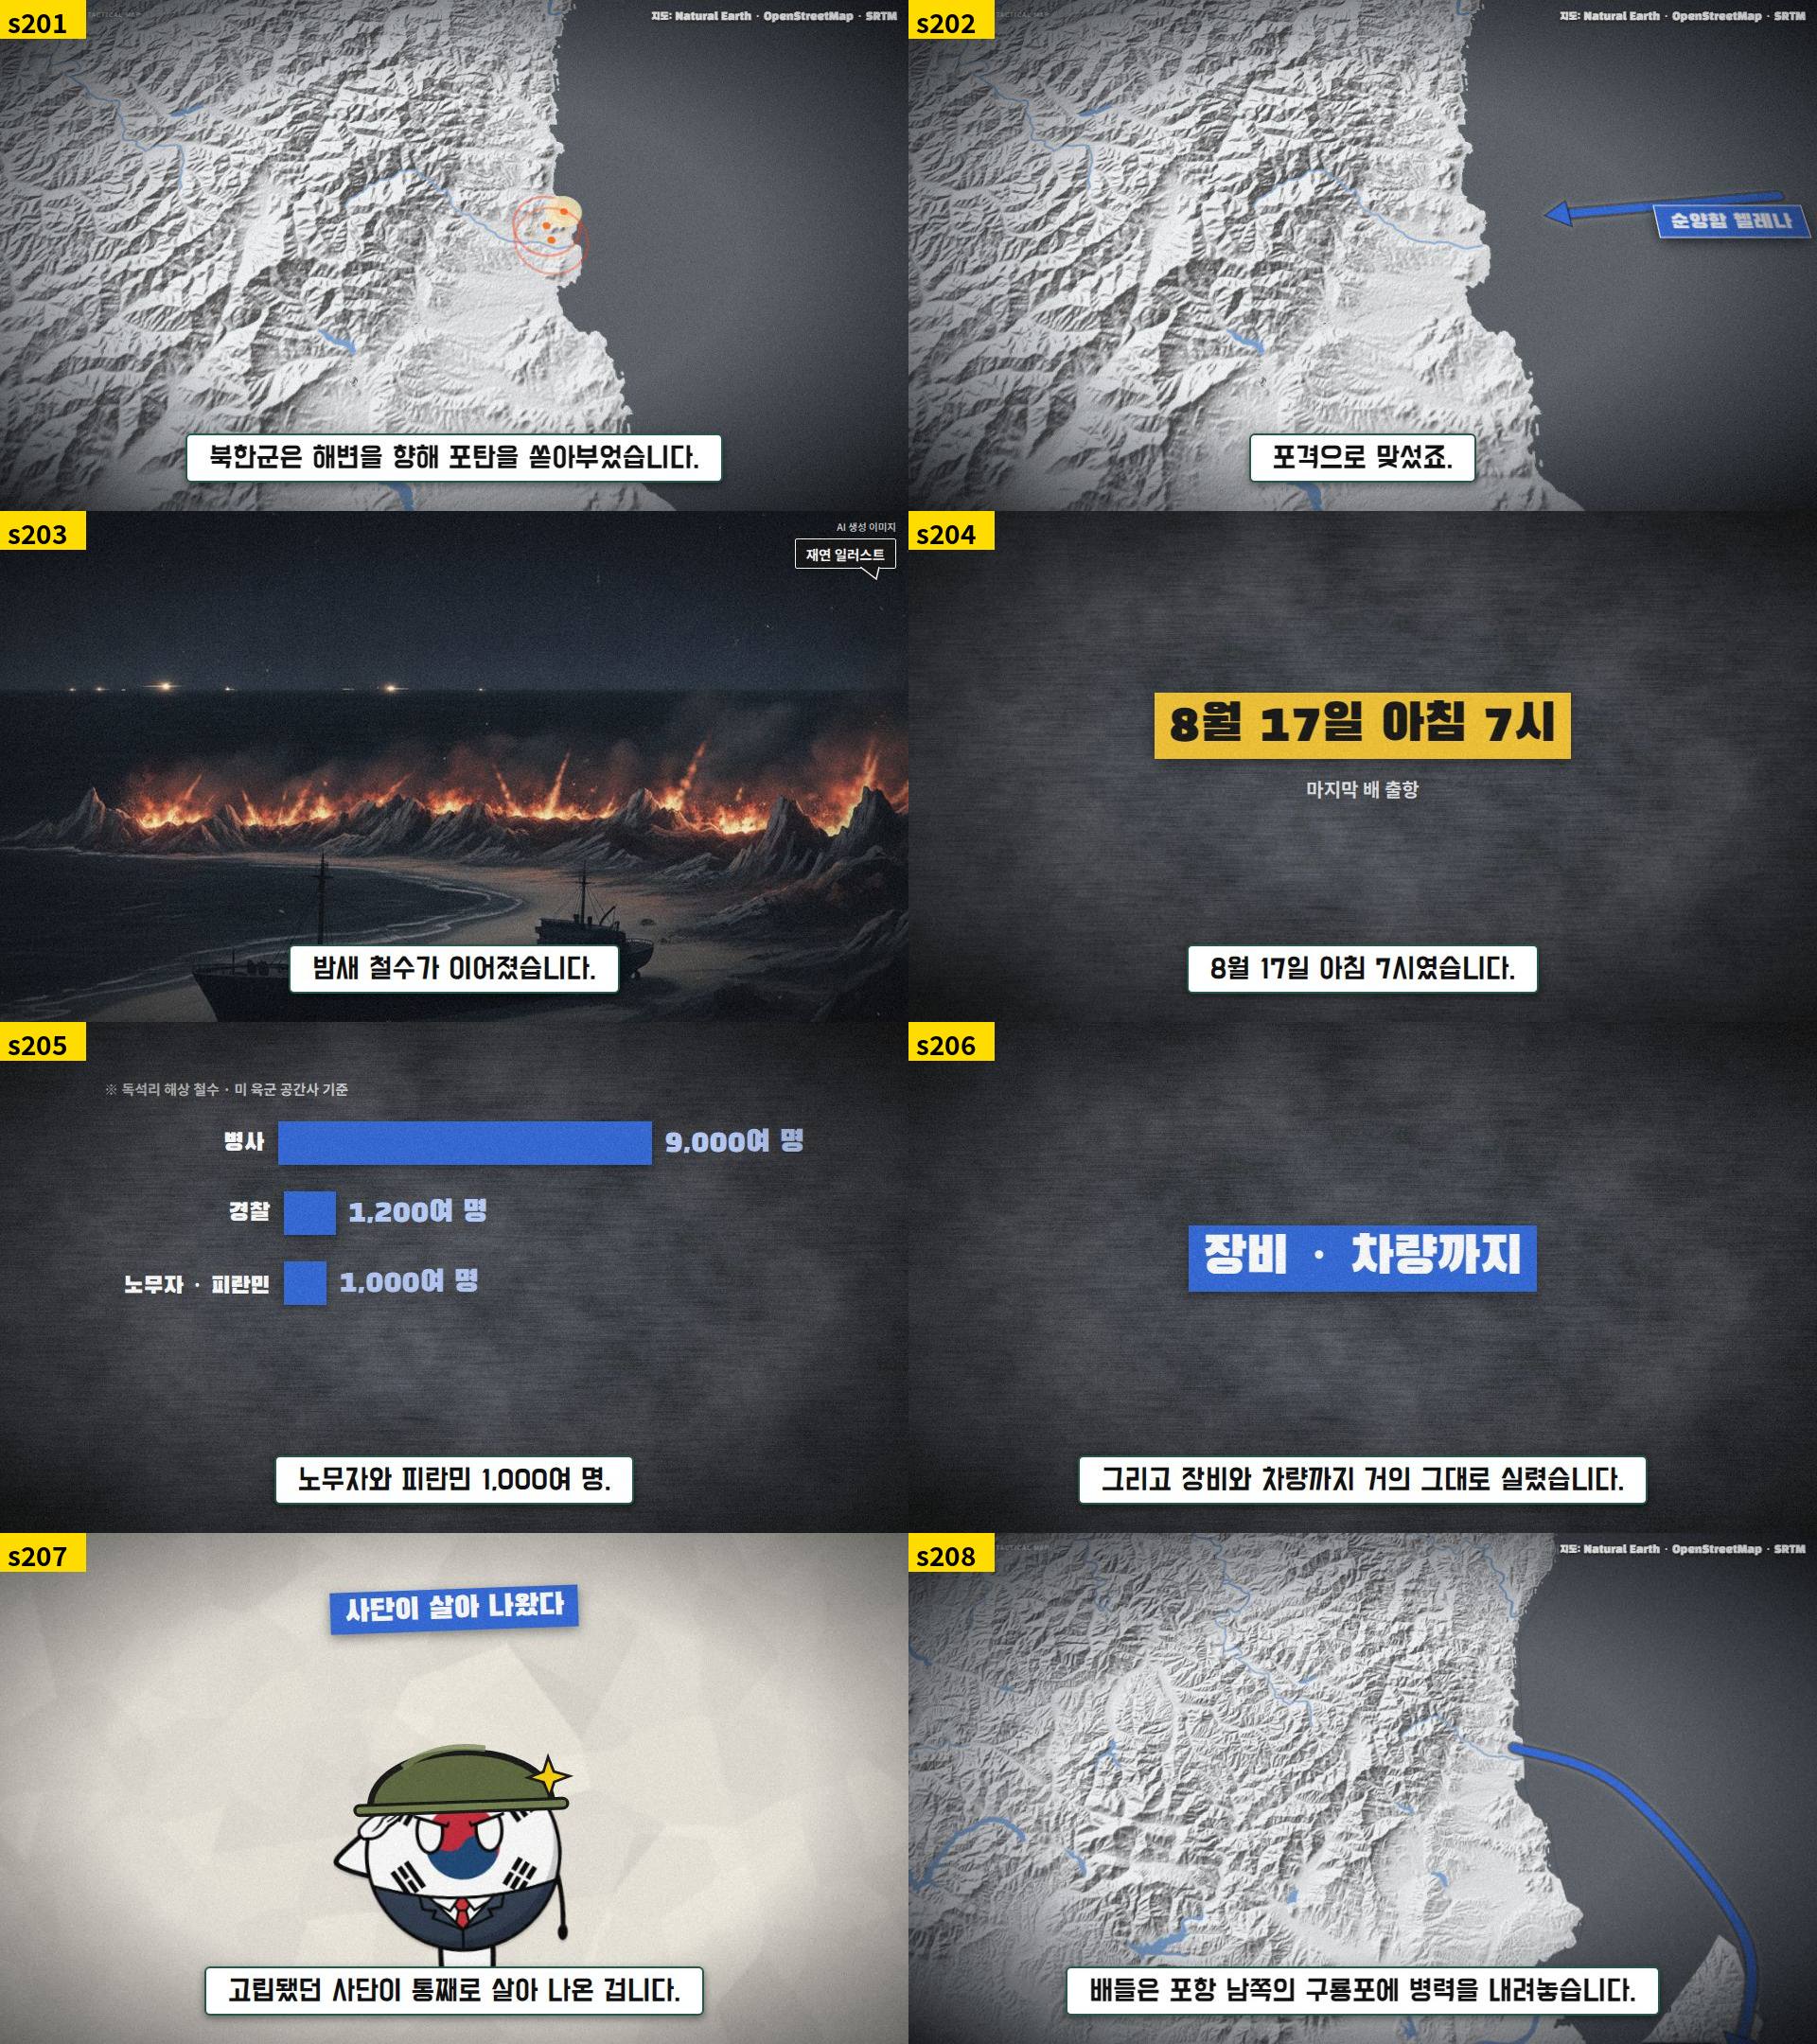 s201
지도: Natural Earth · OpenStreetMap · SRTM
북한군은 해변을 향해 포탄을 쏟아부었습니다.
s202
지도: Natural Earth · OpenStreetMap · SRTM
순양함 헬레나
포격으로 맞섰죠.
s203
AI 생성 이미지
재연 일러스트
밤새 철수가 이어졌습니다.
s204
8월 17일 아침 7시
마지막 배 출항
8월 17일 아침 7시였습니다.
s205
※ 독석리 해상 철수 · 미 육군 공간사 기준
병사 9,000여 명
경찰 1,200여 명
노무자 · 피란민 1,000여 명
노무자와 피란민 1,000여 명.
s206
장비 · 차량까지
그리고 장비와 차량까지 거의 그대로 실렸습니다.
s207
사단이 살아 나왔다
고립됐던 사단이 통째로 살아 나온 겁니다.
s208
TACTICAL MAP
지도: Natural Earth · OpenStreetMap · SRTM
배들은 포항 남쪽의 구룡포에 병력을 내려놓습니다.